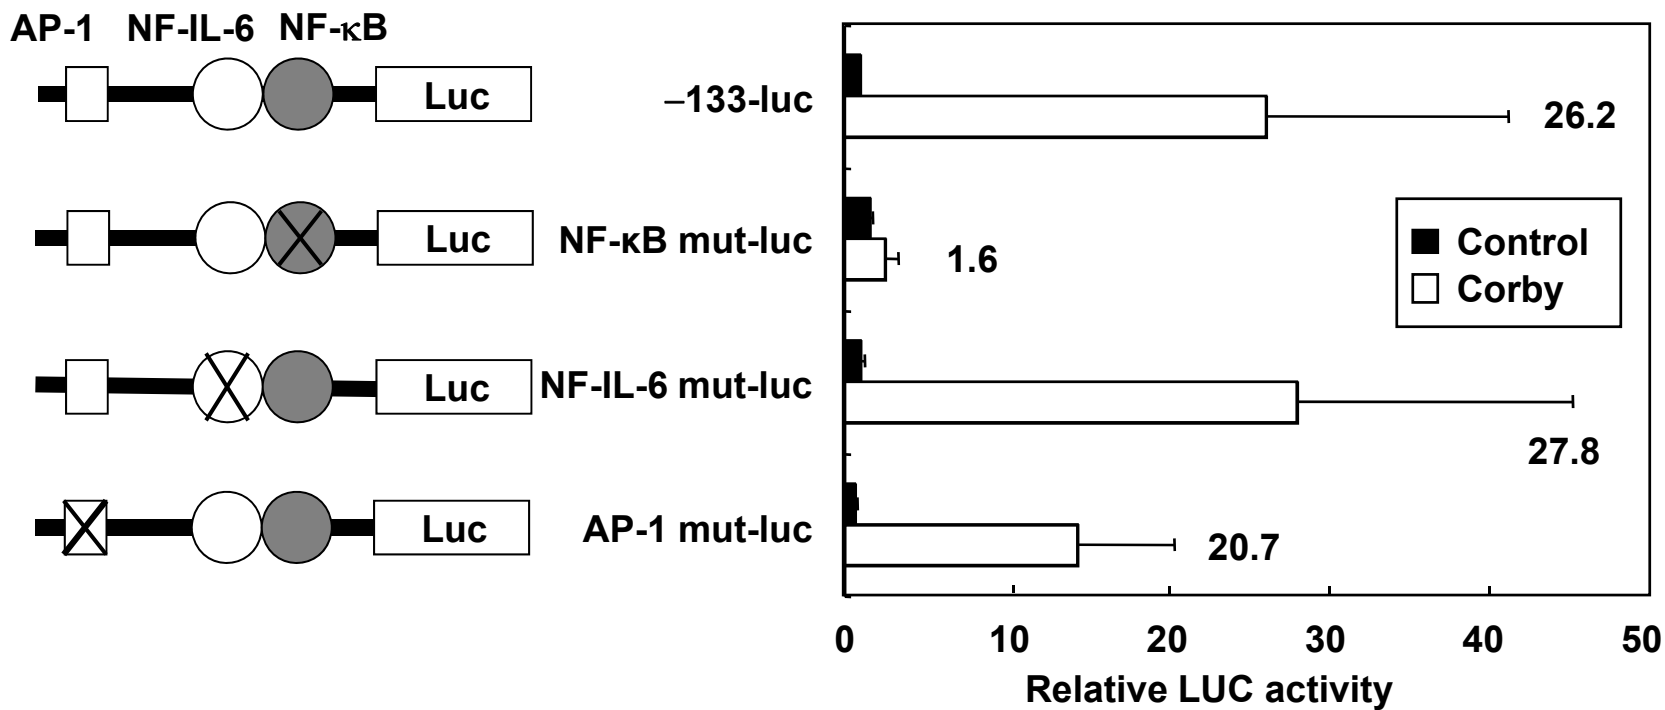 AP-1 NF-IL-6 NF-κB
Luc
−133-luc
26.2
Luc
NF-κB mut-luc
1.6
Control
Corby
Luc
NF-IL-6 mut-luc
27.8
Luc
AP-1 mut-luc
20.7
0 10 20 30 40 50
Relative LUC activity